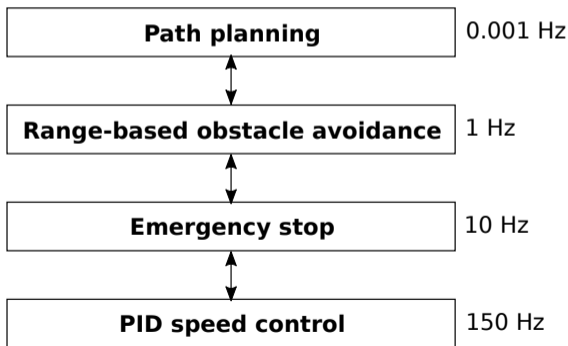 Path planning 0.001 Hz
Range-based obstacle avoidance 1 Hz
Emergency stop 10 Hz
PID speed control 150 Hz